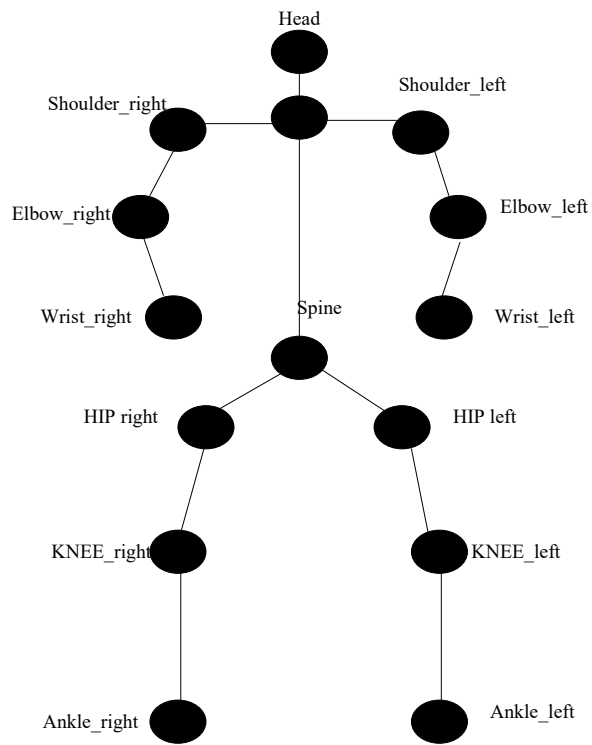 Head
Shoulder_left
Shoulder_right
Elbow_right
Elbow_left
Spine
Wrist_right
Wrist_left
HIP right
HIP left
KNEE_right
KNEE_left
Ankle_right
Ankle_left